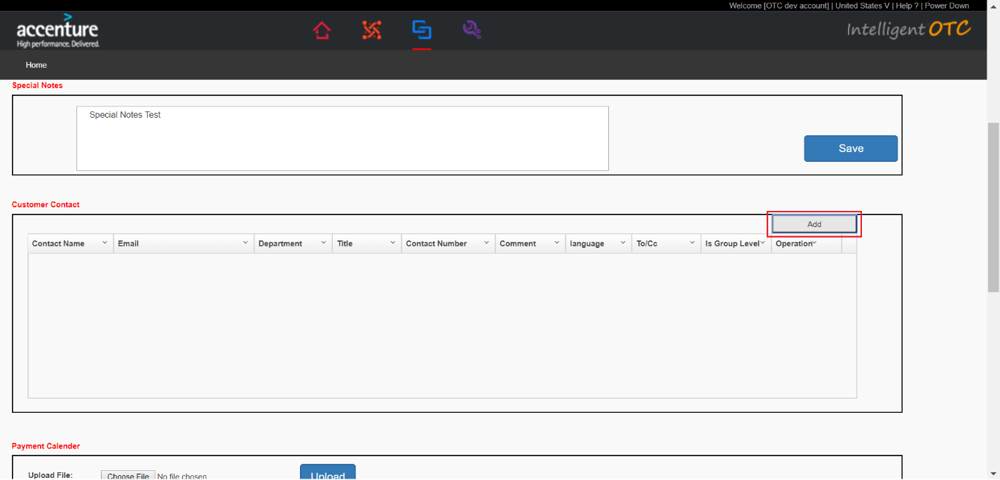 Welcome [OTC dev account] | United States V | Help ? | Power Down
accenture
High performance. Delivered.
Intelligent OTC
Home
Special Notes
Special Notes Test
Save
Customer Contact
Add
Contact Name Email Department Title Contact Number Comment language To/Cc Is Group Level Operation
Payment Calender
Upload File: Choose File No file chosen Upload